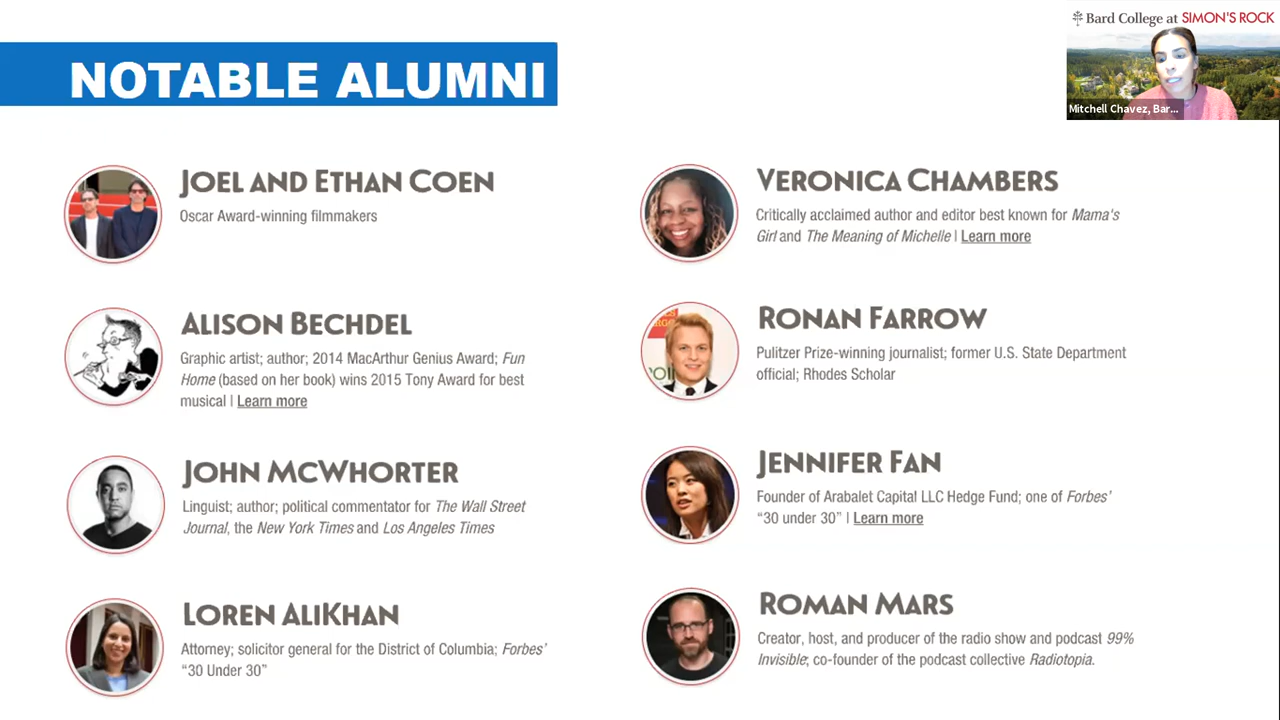 Bard College at SIMON'S ROCK
Mitchell Chavez, Bar...
NOTABLE ALUMNI
JOEL AND ETHAN COEN
Oscar Award-winning filmmakers
ALISON BECHDEL
Graphic artist; author; 2014 MacArthur Genius Award; Fun
Home (based on her book) wins 2015 Tony Award for best
musical | Learn more
JOHN MCWHORTER
Linguist; author; political commentator for The Wall Street
Journal, the New York Times and Los Angeles Times
LOREN ALIKHAN
Attorney; solicitor general for the District of Columbia; Forbes'
"30 Under 30"
VERONICA CHAMBERS
Critically acclaimed author and editor best known for Mama's
Girl and The Meaning of Michelle | Learn more
RONAN FARROW
Pulitzer Prize-winning journalist; former U.S. State Department
official; Rhodes Scholar
JENNIFER FAN
Founder of Arabalet Capital LLC Hedge Fund; one of Forbes'
"30 under 30" | Learn more
ROMAN MARS
Creator, host, and producer of the radio show and podcast 99%
Invisible; co-founder of the podcast collective Radiotopia.